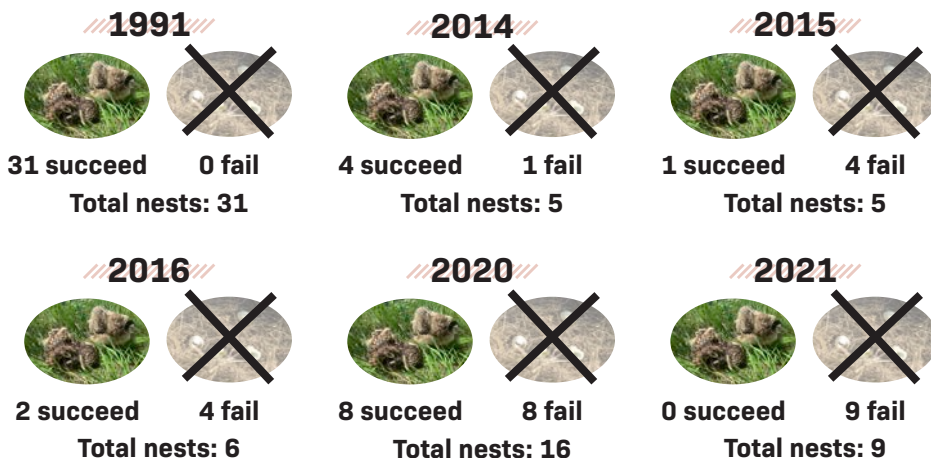 1991
31 succeed 0 fail
Total nests: 31
2014
4 succeed 1 fail
Total nests: 5
2015
1 succeed 4 fail
Total nests: 5
2016
2 succeed 4 fail
Total nests: 6
2020
8 succeed 8 fail
Total nests: 16
2021
0 succeed 9 fail
Total nests: 9